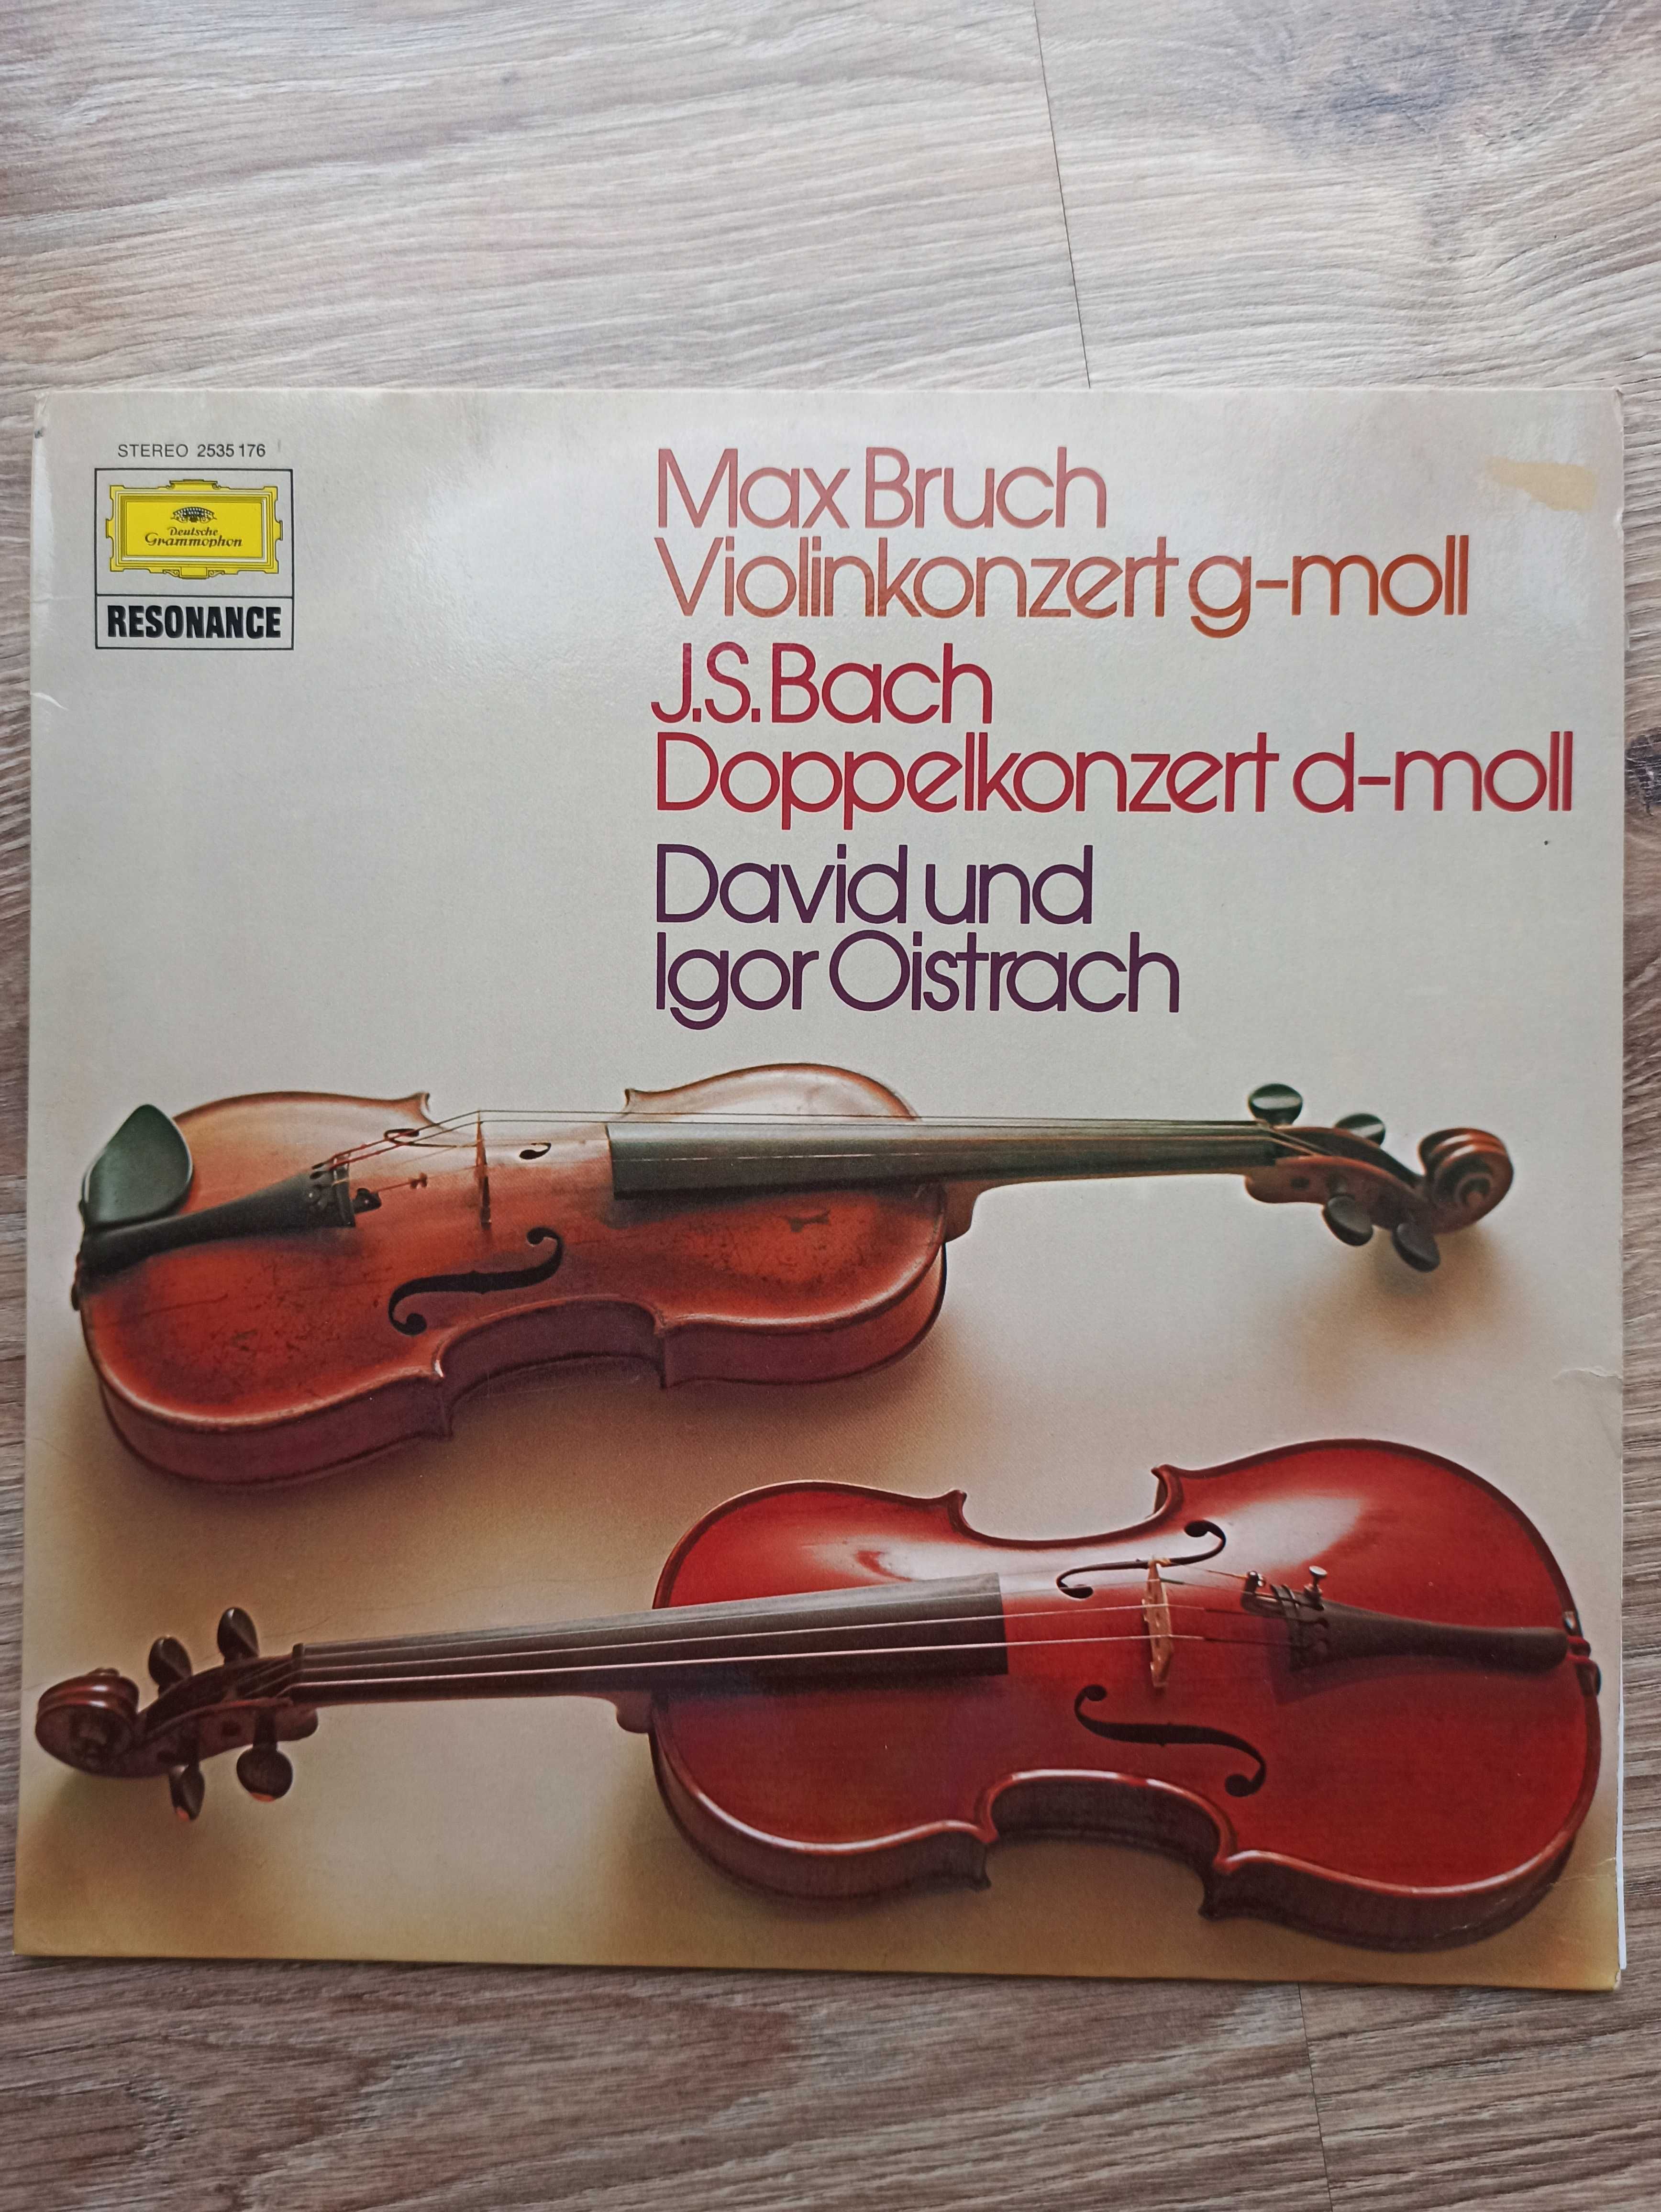 STEREO 2535 176
Deutsche
Grammophon
RESONANCE
Max Bruch
Violinkonzert g-moll
J.S. Bach
Doppelkonzert d-moll
David und
Igor Oistrach